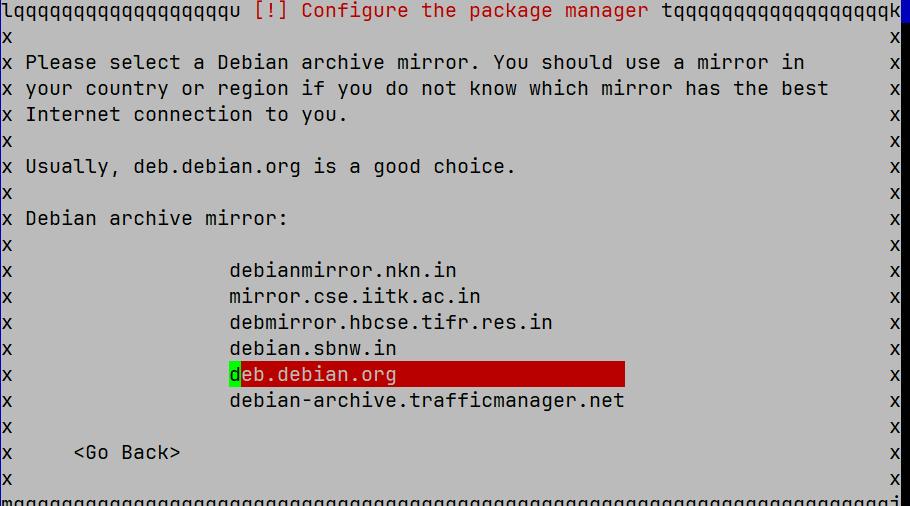 lqqqqqqqqqqqqqqqqqqu [!] Configure the package manager tqqqqqqqqqqqqqqqqqqk
x x
x Please select a Debian archive mirror. You should use a mirror in x
x your country or region if you do not know which mirror has the best x
x Internet connection to you. x
x x
x Usually, deb.debian.org is a good choice. x
x x
x Debian archive mirror: x
x x
x debianmirror.nkn.in x
x mirror.cse.iitk.ac.in x
x debmirror.hbcse.tifr.res.in x
x debian.sbnw.in x
x deb.debian.org x
x debian-archive.trafficmanager.net x
x x
x <Go Back> x
x x
mqqqqqqqqqqqqqqqqqqqqqqqqqqqqqqqqqqqqqqqqqqqqqqqqqqqqqqqqqqqqqqqqqqqqqqqqqj